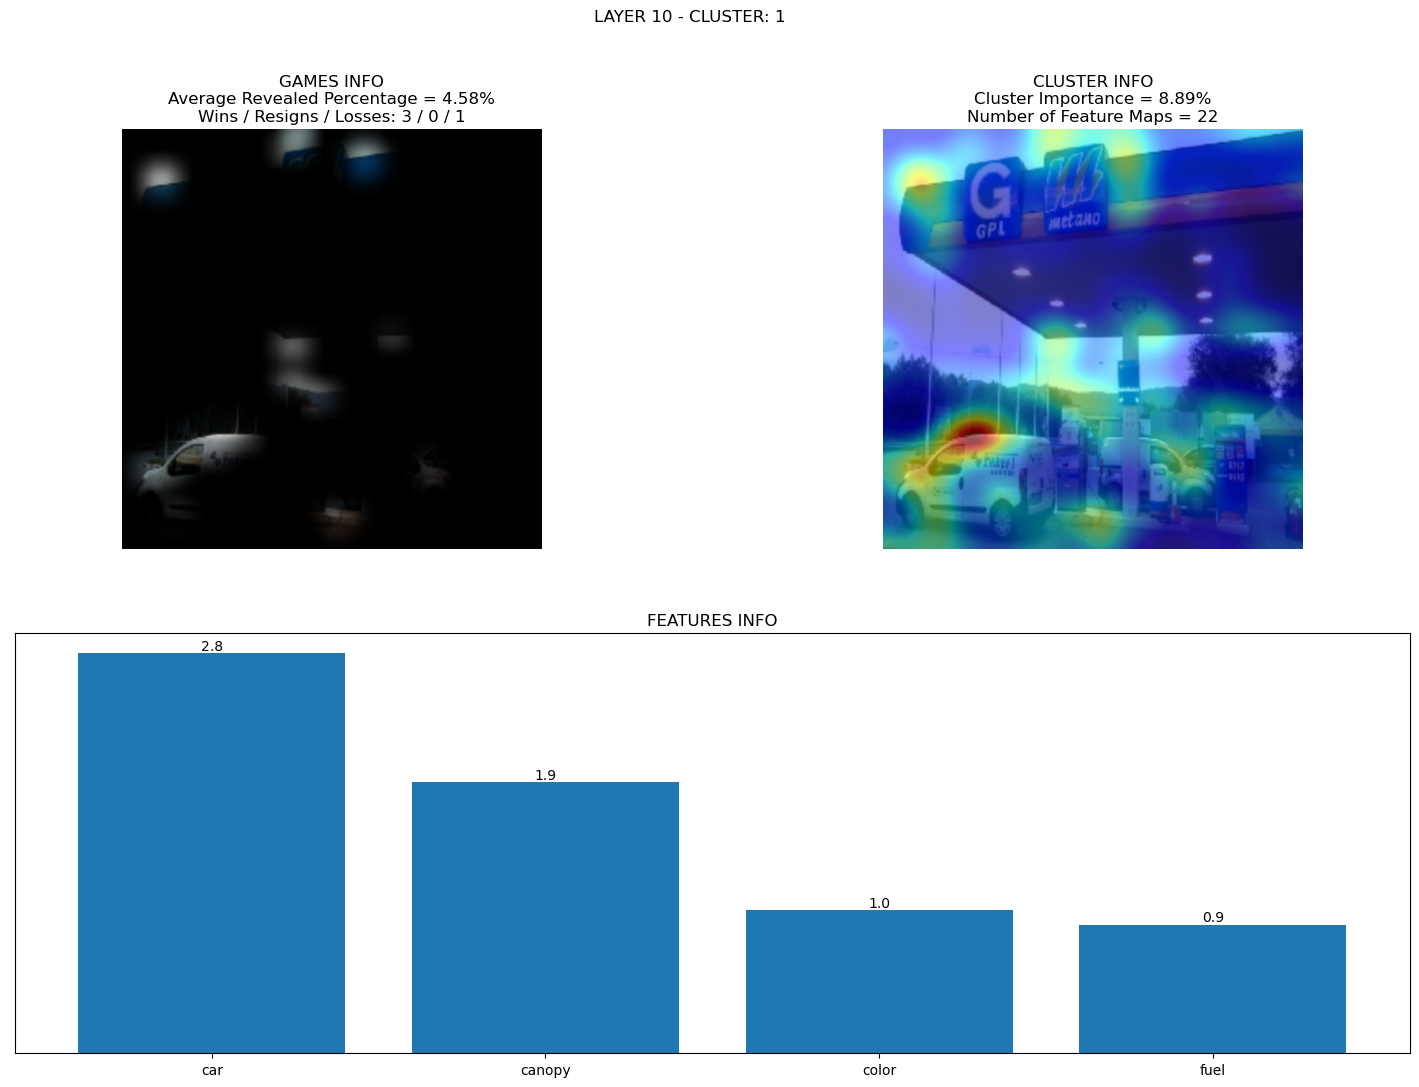 LAYER 10 - CLUSTER: 1
GAMES INFO
Average Revealed Percentage = 4.58%
Wins / Resigns / Losses: 3 / 0 / 1
CLUSTER INFO
Cluster Importance = 8.89%
Number of Feature Maps = 22
G
GPL
metano
FEATURES INFO
2.8
1.9
1.0
0.9
car
canopy
color
fuel